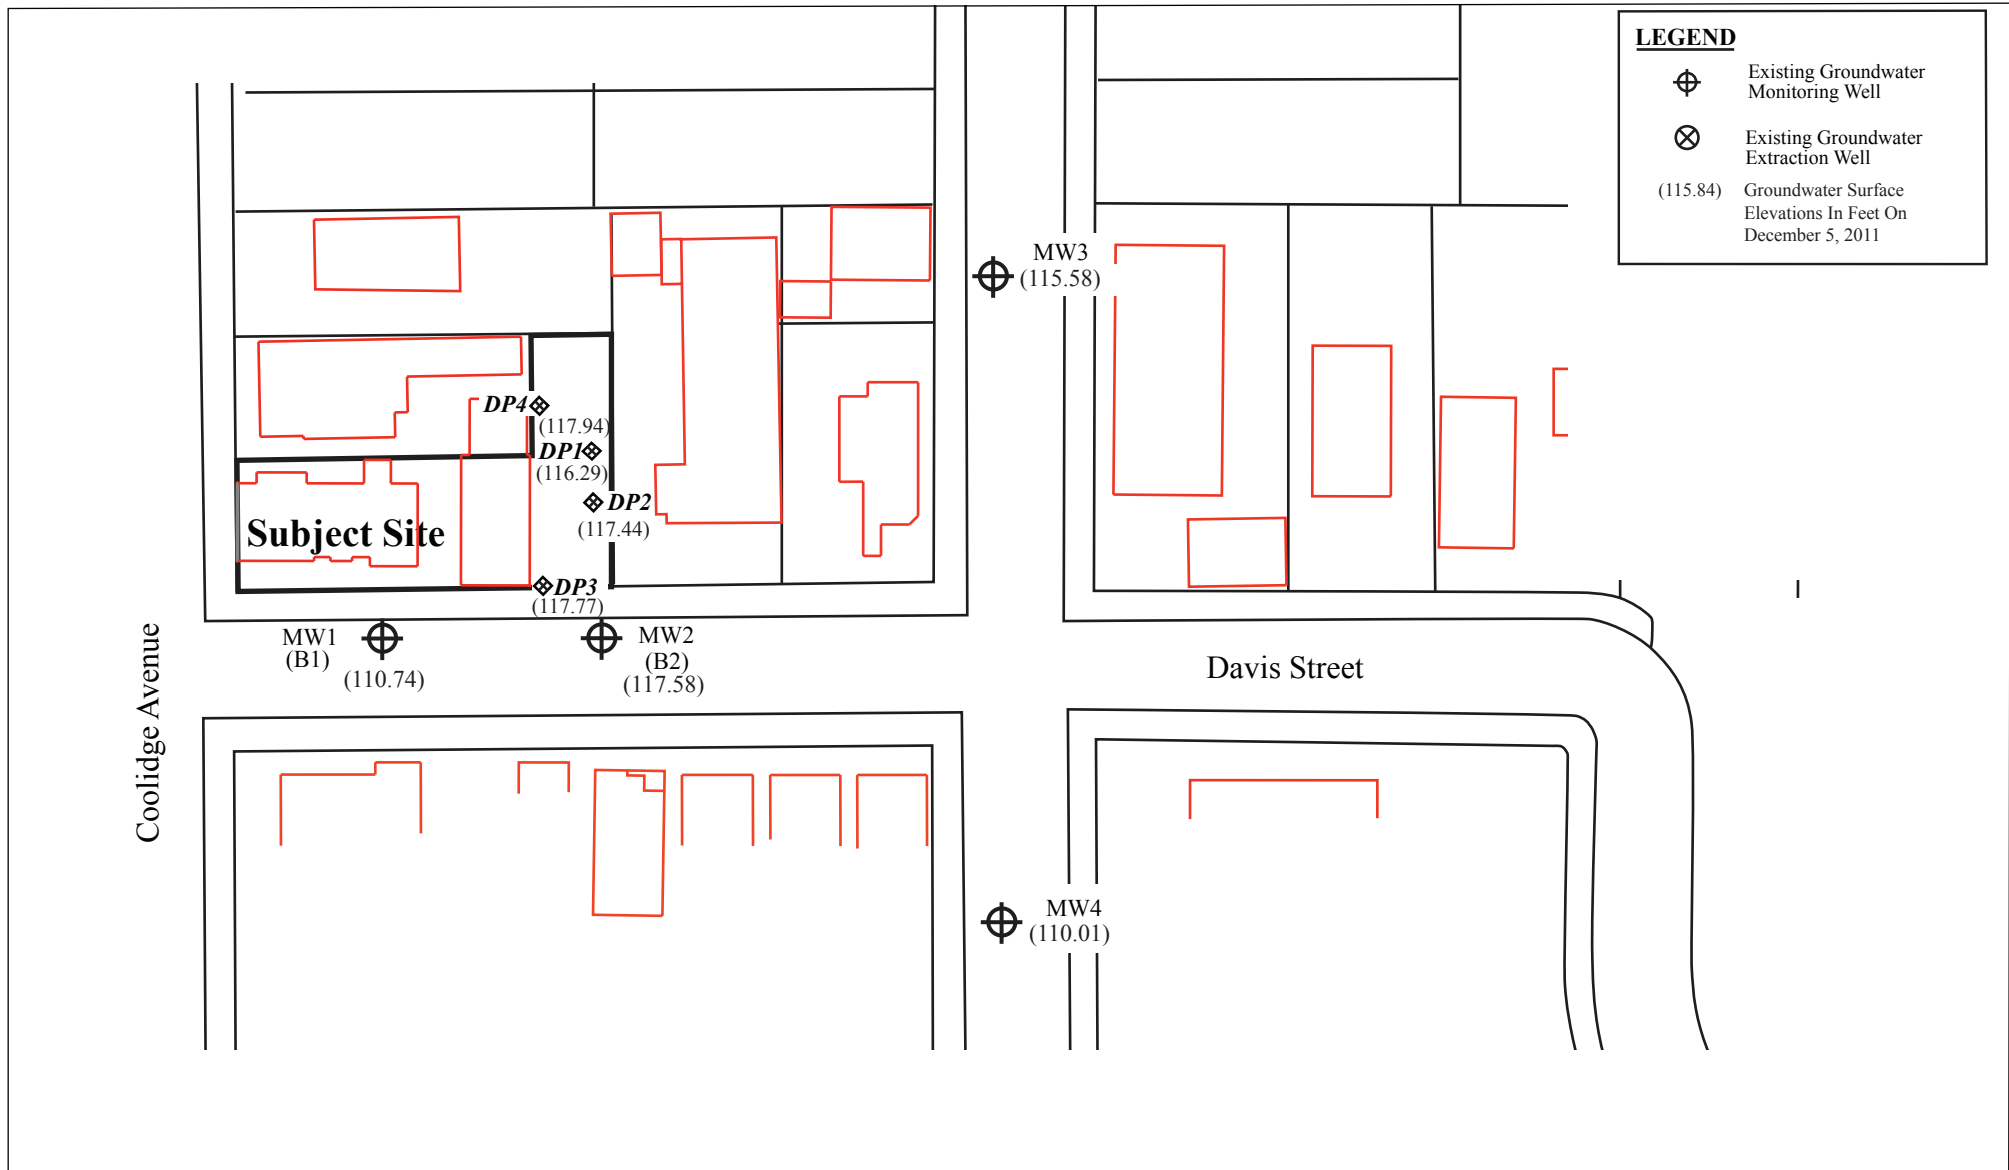 LEGEND
Existing Groundwater
Monitoring Well
Existing Groundwater
Extraction Well
(115.84) Groundwater Surface
Elevations In Feet On
December 5, 2011
MW3
(115.58)
DP4
(117.94)
DP1
(116.29)
DP2
(117.44)
Subject Site
DP3
(117.77)
MW1
(B1)
(110.74)
MW2
(B2)
(117.58)
Davis Street
Coolidge Avenue
MW4
(110.01)